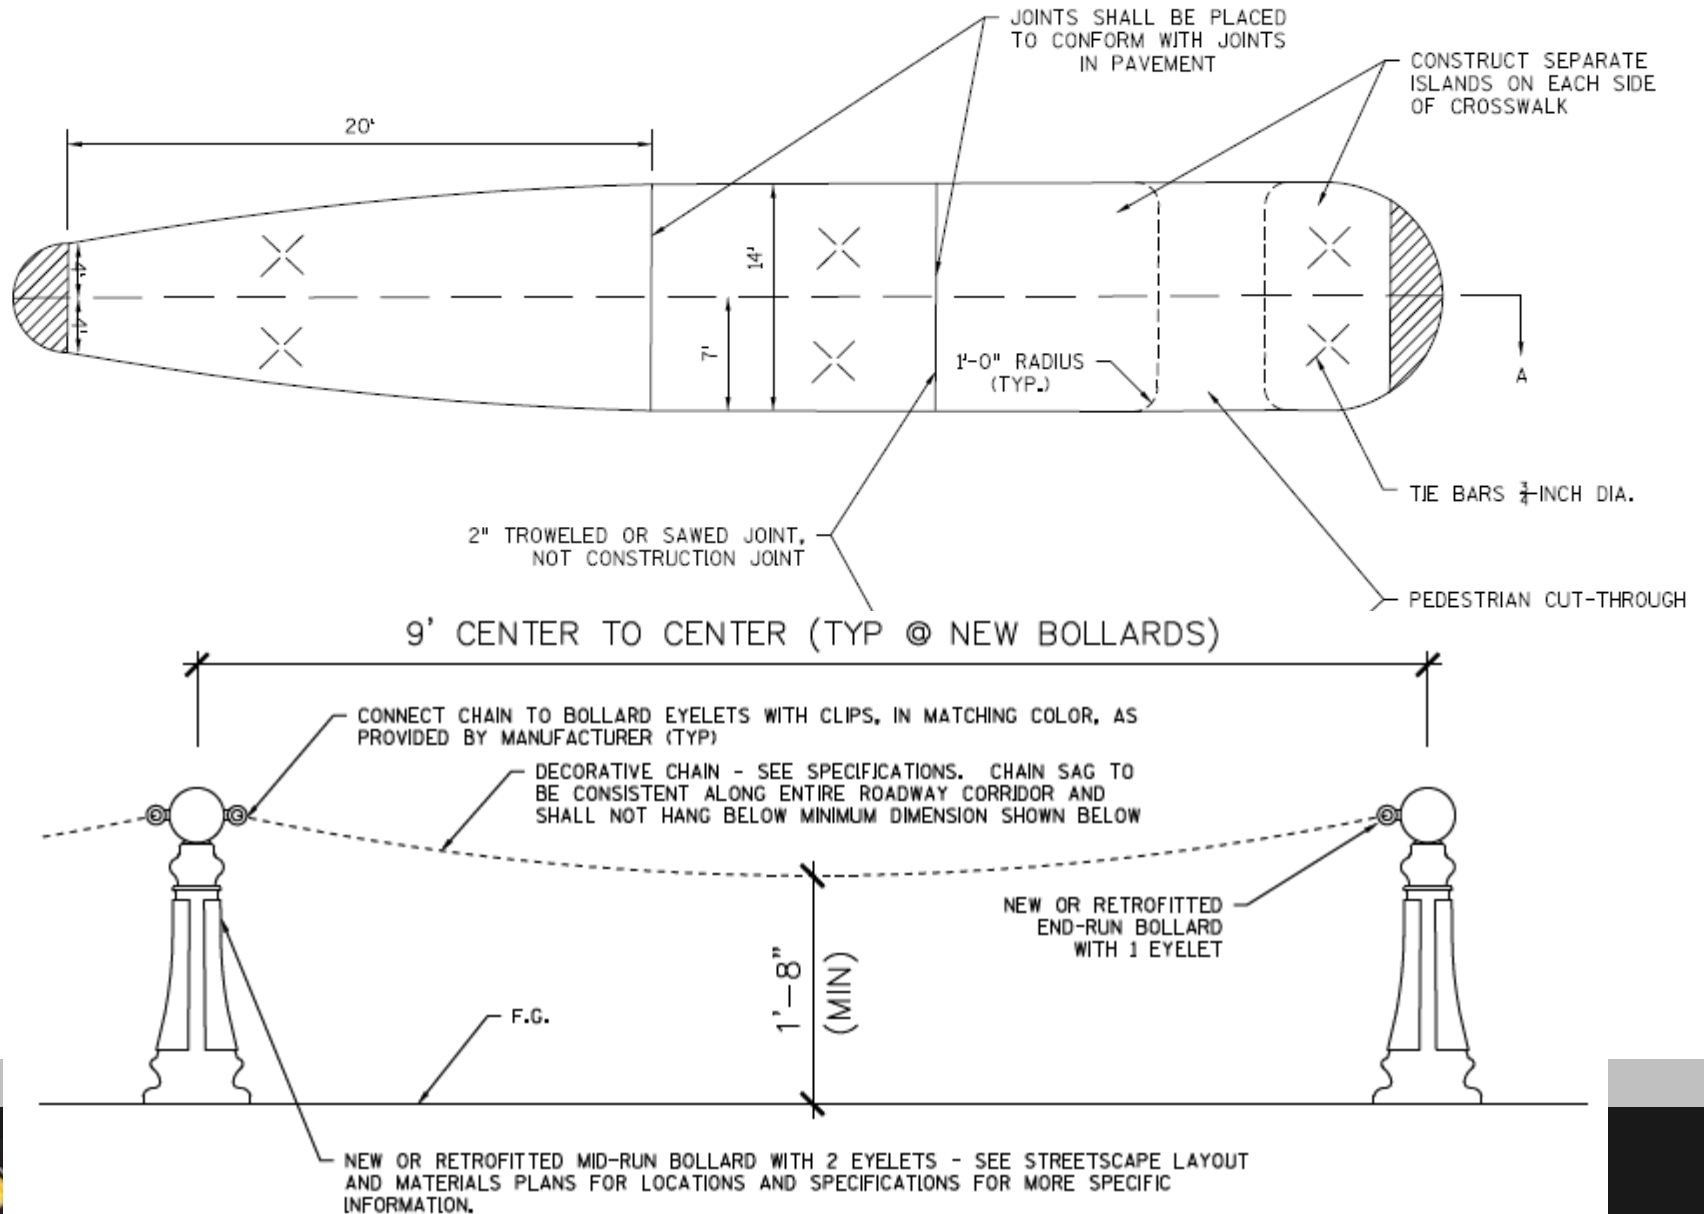 JOINTS SHALL BE PLACED
TO CONFORM WITH JOINTS
IN PAVEMENT
CONSTRUCT SEPARATE
ISLANDS ON EACH SIDE
OF CROSSWALK
20'
4'
4'
14'
7'
1'-0" RADIUS
(TYP.)
A
TIE BARS 3/4-INCH DIA.
2" TROWELED OR SAWED JOINT,
NOT CONSTRUCTION JOINT
PEDESTRIAN CUT-THROUGH
9' CENTER TO CENTER (TYP @ NEW BOLLARDS)
CONNECT CHAIN TO BOLLARD EYELETS WITH CLIPS, IN MATCHING COLOR, AS
PROVIDED BY MANUFACTURER (TYP)
DECORATIVE CHAIN - SEE SPECIFICATIONS. CHAIN SAG TO
BE CONSISTENT ALONG ENTIRE ROADWAY CORRIDOR AND
SHALL NOT HANG BELOW MINIMUM DIMENSION SHOWN BELOW
NEW OR RETROFITTED
END-RUN BOLLARD
WITH 1 EYELET
1'-8"
(MIN)
F.G.
NEW OR RETROFITTED MID-RUN BOLLARD WITH 2 EYELETS - SEE STREETSCAPE LAYOUT
AND MATERIALS PLANS FOR LOCATIONS AND SPECIFICATIONS FOR MORE SPECIFIC
INFORMATION.